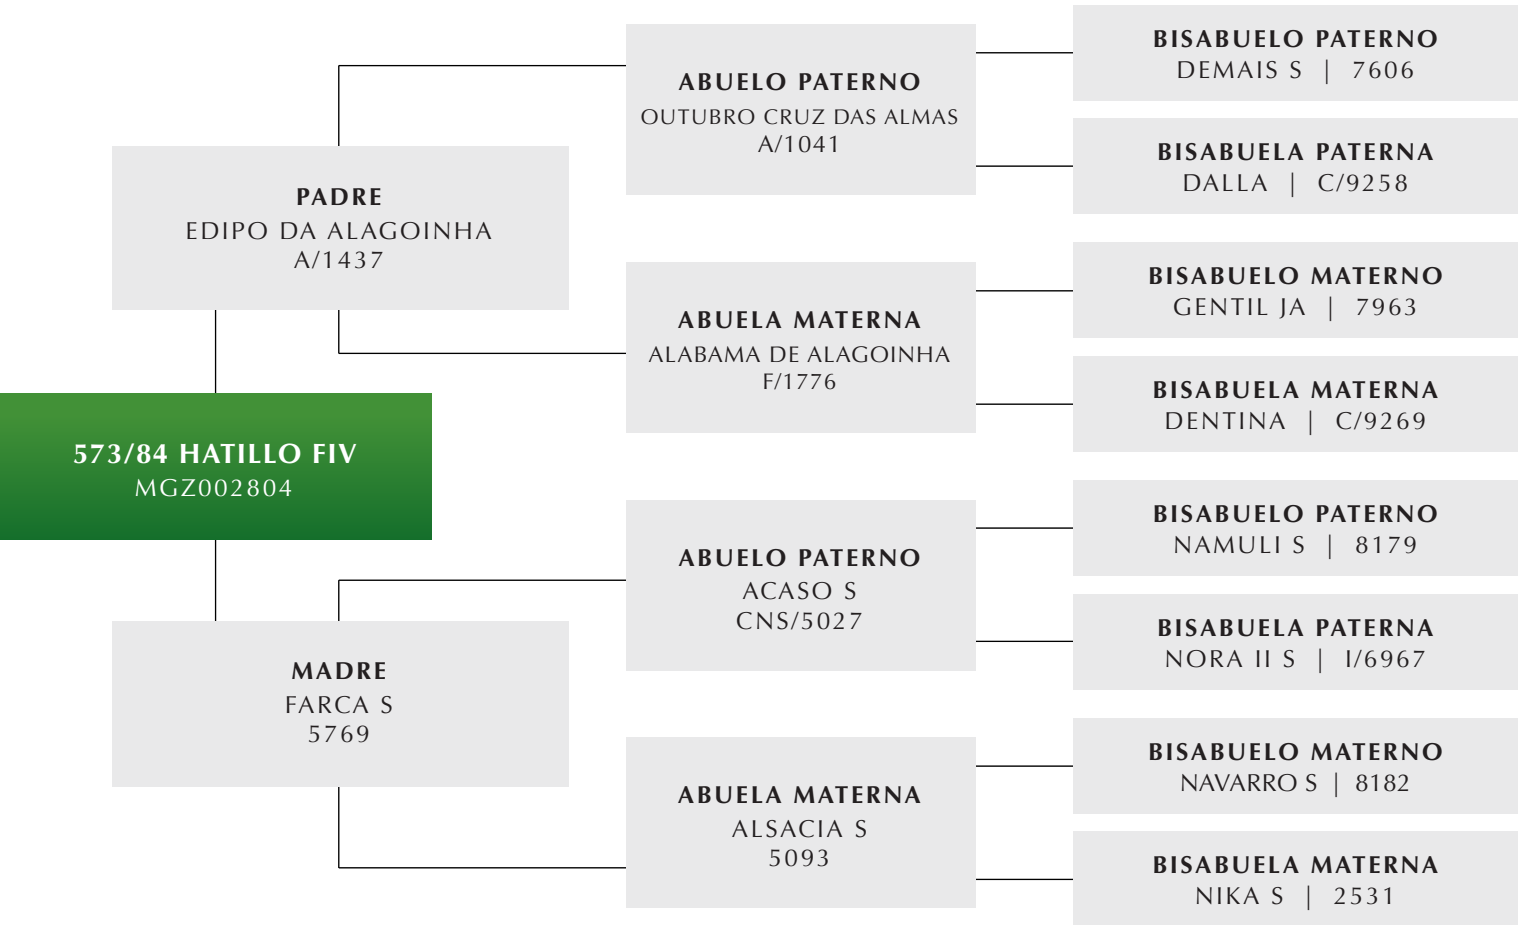 573/84 HATILLO FIV
MGZ002804
PADRE
EDIPO DA ALAGOINHA
A/1437
MADRE
FARCA S
5769
ABUELO PATERNO
OUTUBRO CRUZ DAS ALMAS
A/1041
ABUELA MATERNA
ALABAMA DE ALAGOINHA
F/1776
ABUELO PATERNO
ACASO S
CNS/5027
ABUELA MATERNA
ALSACIA S
5093
BISABUELO PATERNO
DEMAIS S | 7606
BISABUELA PATERNA
DALLA | C/9258
BISABUELO MATERNO
GENTIL JA | 7963
BISABUELA MATERNA
DENTINA | C/9269
BISABUELO PATERNO
NAMULI S | 8179
BISABUELA PATERNA
NORA II S | I/6967
BISABUELO MATERNO
NAVARRO S | 8182
BISABUELA MATERNA
NIKA S | 2531